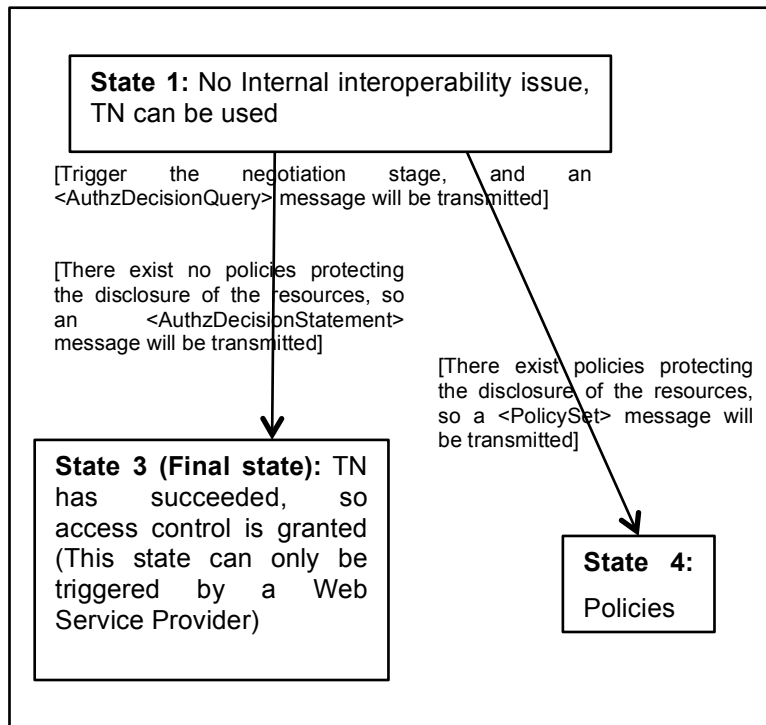 State 1: No Internal interoperability issue,
TN can be used
[Trigger the negotiation stage, and an
<AuthzDecisionQuery> message will be transmitted]
[There exist no policies protecting
the disclosure of the resources, so
an <AuthzDecisionStatement>
message will be transmitted]
[There exist policies protecting
the disclosure of the resources,
so a <PolicySet> message will
be transmitted]
State 3 (Final state): TN
has succeeded, so
access control is granted
(This state can only be
triggered by a Web
Service Provider)
State 4:
Policies